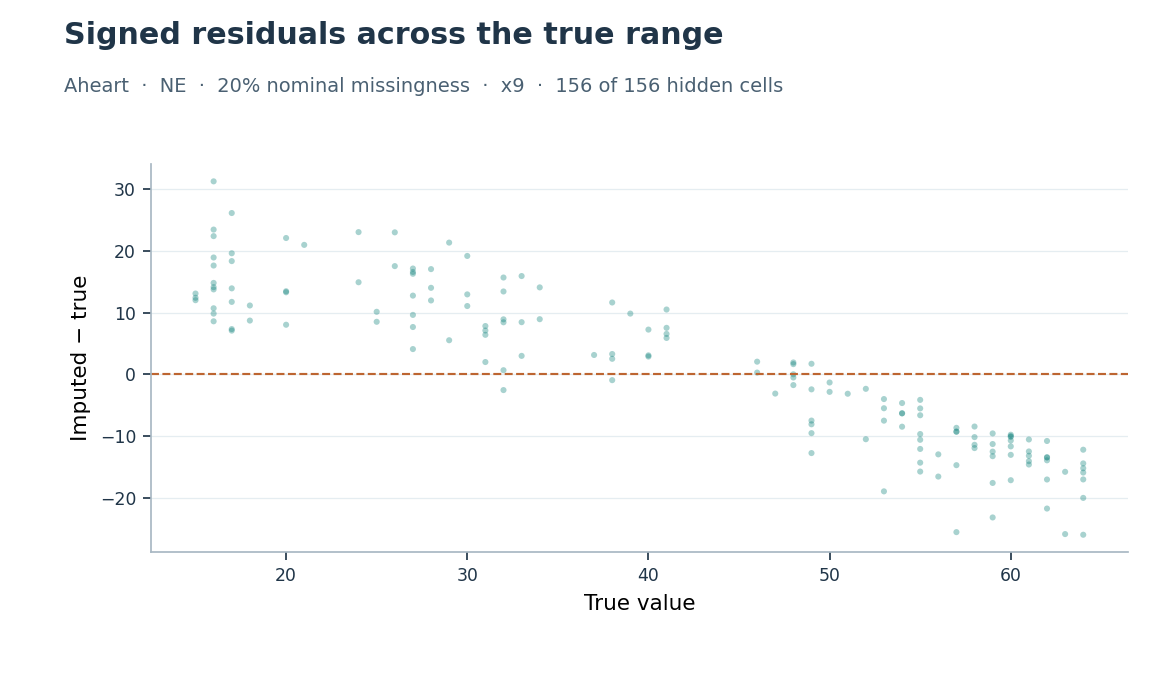 Signed residuals across the true range
Aheart · NE · 20% nominal missingness · x9 · 156 of 156 hidden cells
30
20
10
0
−10
−20
Imputed − true
20 30 40 50 60
True value